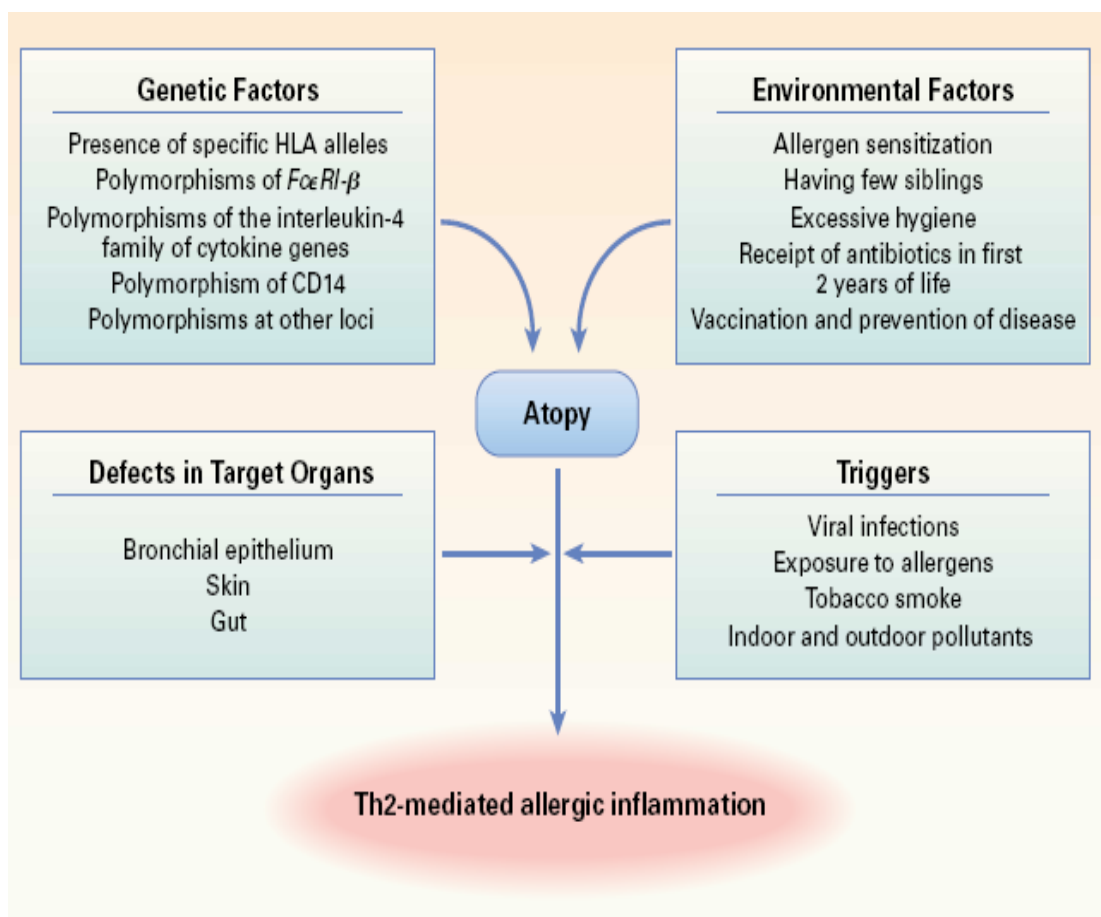 Genetic Factors
Presence of specific HLA alleles
Polymorphisms of FcεRI-β
Polymorphisms of the interleukin-4
family of cytokine genes
Polymorphism of CD14
Polymorphisms at other loci
Environmental Factors
Allergen sensitization
Having few siblings
Excessive hygiene
Receipt of antibiotics in first
2 years of life
Vaccination and prevention of disease
Atopy
Defects in Target Organs
Bronchial epithelium
Skin
Gut
Triggers
Viral infections
Exposure to allergens
Tobacco smoke
Indoor and outdoor pollutants
Th2-mediated allergic inflammation